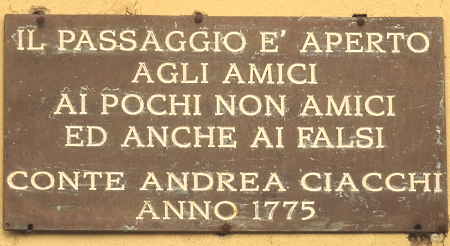 IL PASSAGGIO E' APERTO
AGLI AMICI
AI POCHI NON AMICI
ED ANCHE AI FALSI
CONTE ANDREA CIACCHI
ANNO 1775